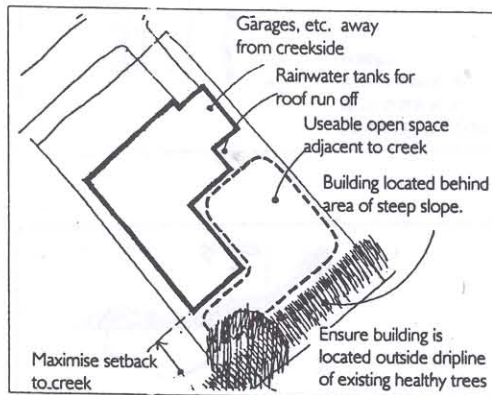 Garages, etc. away
from creekside
Rainwater tanks for
roof run off
Useable open space
adjacent to creek
Building located behind
area of steep slope.
Ensure building is
located outside dripline
of existing healthy trees
Maximise setback
to creek